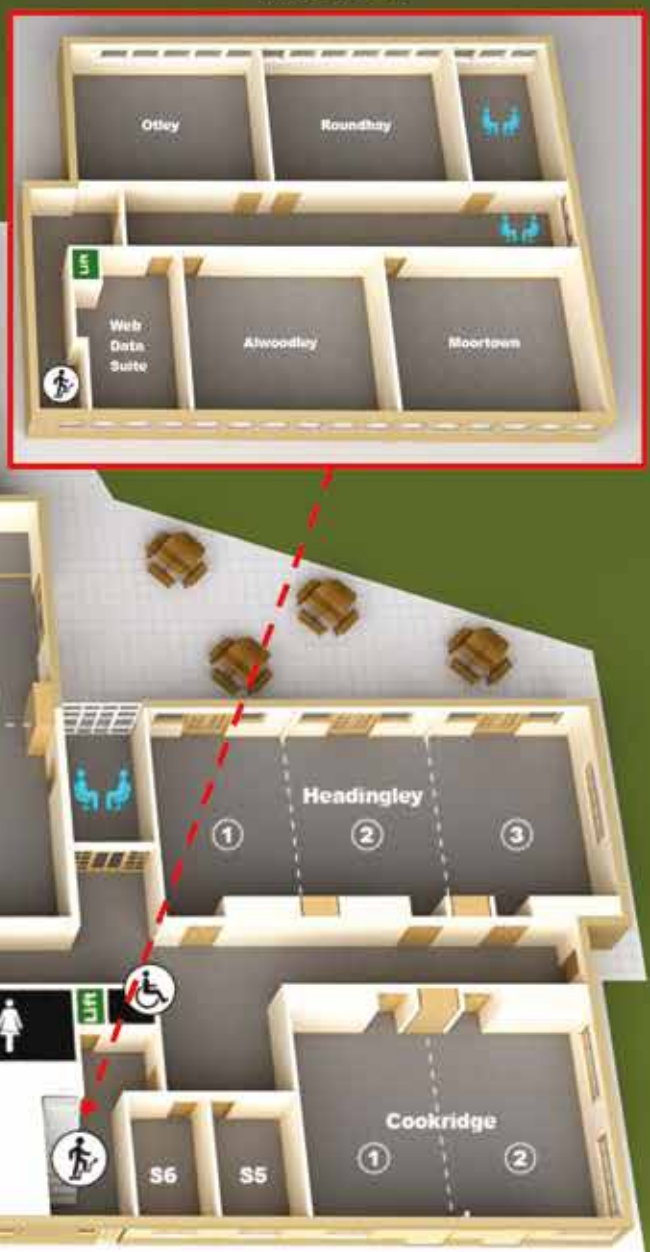 Otley
Roundhay
Lift
Web
Data
Suite
Alwoodley
Moortown
Headingley
1
2
3
Lift
Cookridge
1
2
S6
S5